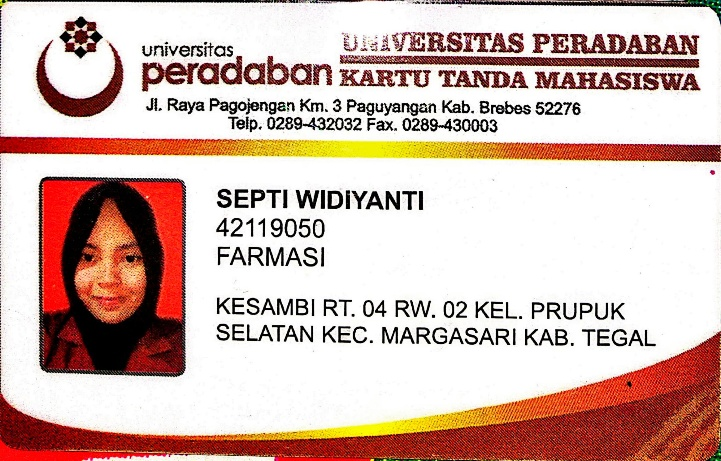 universitas
peradaban
UNIVERSITAS PERADABAN
KARTU TANDA MAHASISWA
Jl. Raya Pagojengan Km. 3 Paguyangan Kab. Brebes 52276
Telp. 0289-432032 Fax. 0289-430003
SEPTI WIDIYANTI
42119050
FARMASI
KESAMBI RT. 04 RW. 02 KEL. PRUPUK
SELATAN KEC. MARGASARI KAB. TEGAL